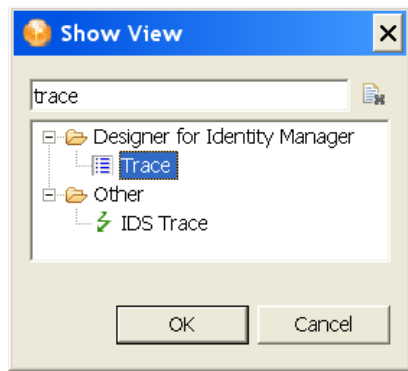 Show View
trace
Designer for Identity Manager
Trace
Other
IDS Trace
OK Cancel